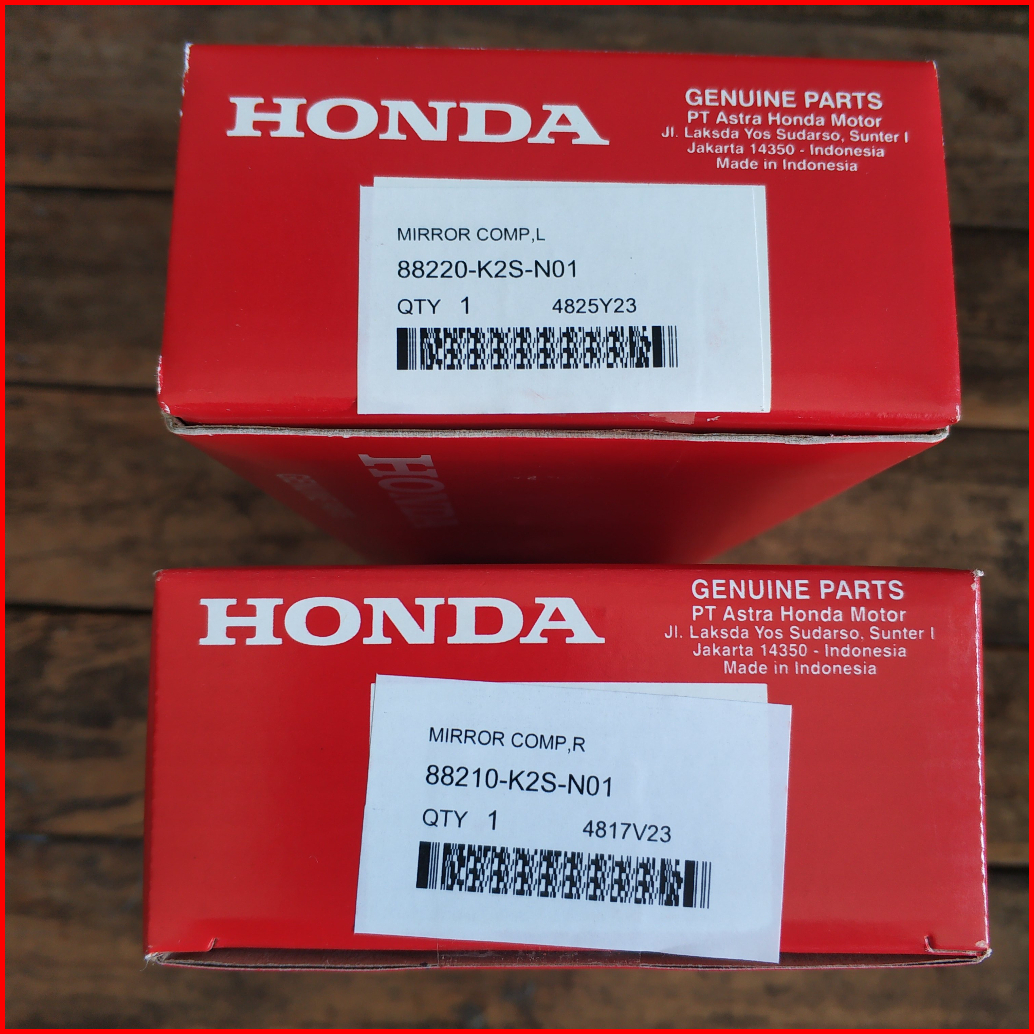 HONDA
GENUINE PARTS
PT Astra Honda Motor
Jl. Laksda Yos Sudarso, Sunter I
Jakarta 14350 - Indonesia
Made in Indonesia
MIRROR COMP,L
88220-K2S-N01
QTY 1 4825Y23
HONDA
HONDA
GENUINE PARTS
PT Astra Honda Motor
Jl. Laksda Yos Sudarso. Sunter I
Jakarta 14350 - Indonesia
Made in Indonesia
MIRROR COMP,R
88210-K2S-N01
QTY 1 4817V23